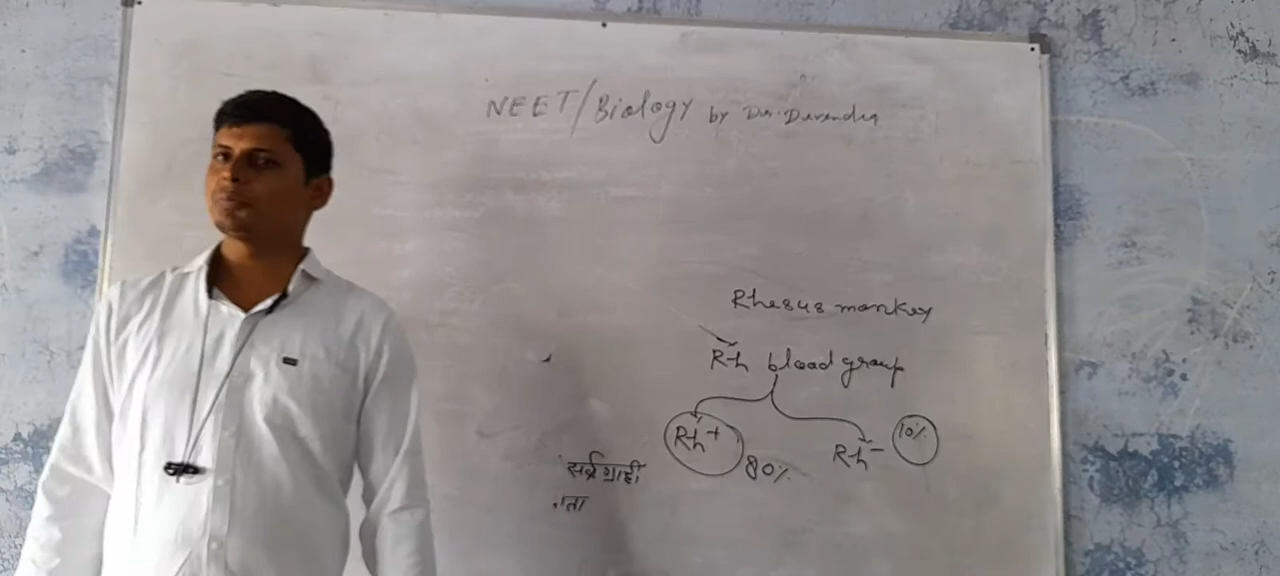 NEET/Biology by Dr. Devendra
Rhesus monkey
Rh blood group
Rh+ 80%
Rh- 10%
सर्वग्राही